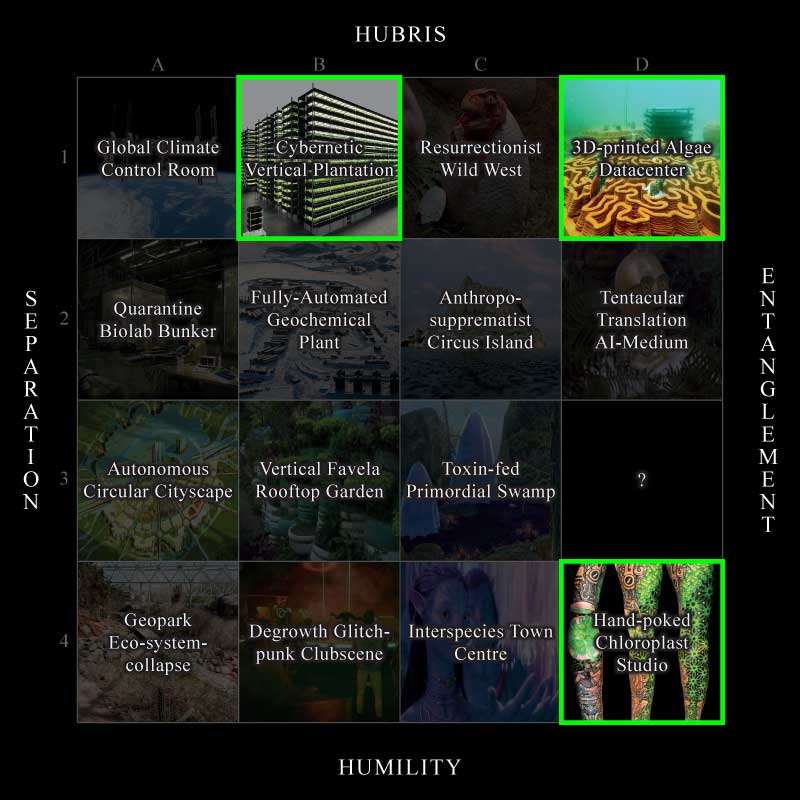 HUBRIS
A B C D
1
Global Climate
Control Room
Cybernetic
Vertical Plantation
Resurrectionist
Wild West
3D-printed Algae
Datacenter
SEPARATION
ENTANGLEMENT
2
Quarantine
Biolab Bunker
Fully-Automated
Geochemical
Plant
Anthropo-
supprematist
Circus Island
Tentacular
Translation
AI-Medium
3
Autonomous
Circular Cityscape
Vertical Favela
Rooftop Garden
Toxin-fed
Primordial Swamp
?
4
Geopark
Eco-system-
collapse
Degrowth Glitch-
punk Clubscene
Interspecies Town
Centre
Hand-poked
Chloroplast
Studio
HUMILITY